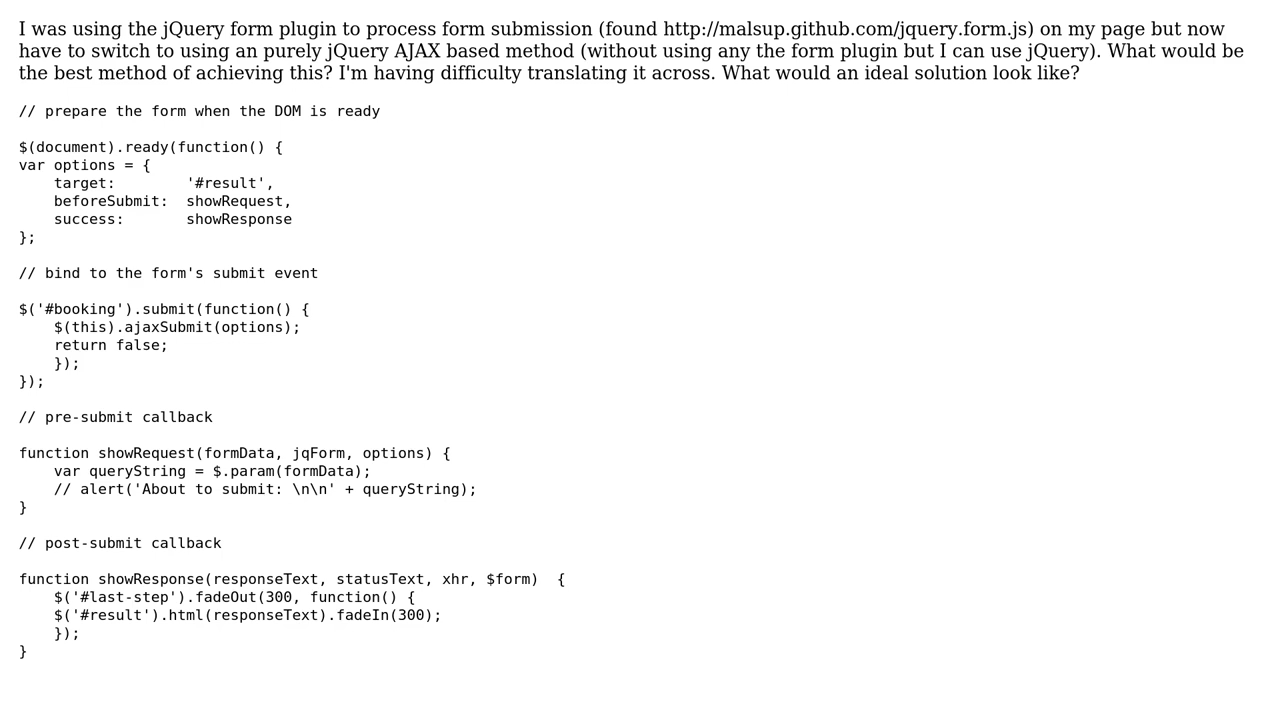 I was using the jQuery form plugin to process form submission (found http://malsup.github.com/jquery.form.js) on my page but now
have to switch to using an purely jQuery AJAX based method (without using any the form plugin but I can use jQuery). What would be
the best method of achieving this? I'm having difficulty translating it across. What would an ideal solution look like?
// prepare the form when the DOM is ready
$(document).ready(function() {
var options = {
    target:        '#result',
    beforeSubmit:  showRequest,
    success:       showResponse
};
// bind to the form's submit event
$('#booking').submit(function() {
    $(this).ajaxSubmit(options);
    return false;
    });
});
// pre-submit callback
function showRequest(formData, jqForm, options) {
    var queryString = $.param(formData);
    // alert('About to submit: \n\n' + queryString);
}
// post-submit callback
function showResponse(responseText, statusText, xhr, $form)  {
    $('#last-step').fadeOut(300, function() {
    $('#result').html(responseText).fadeIn(300);
    });
}